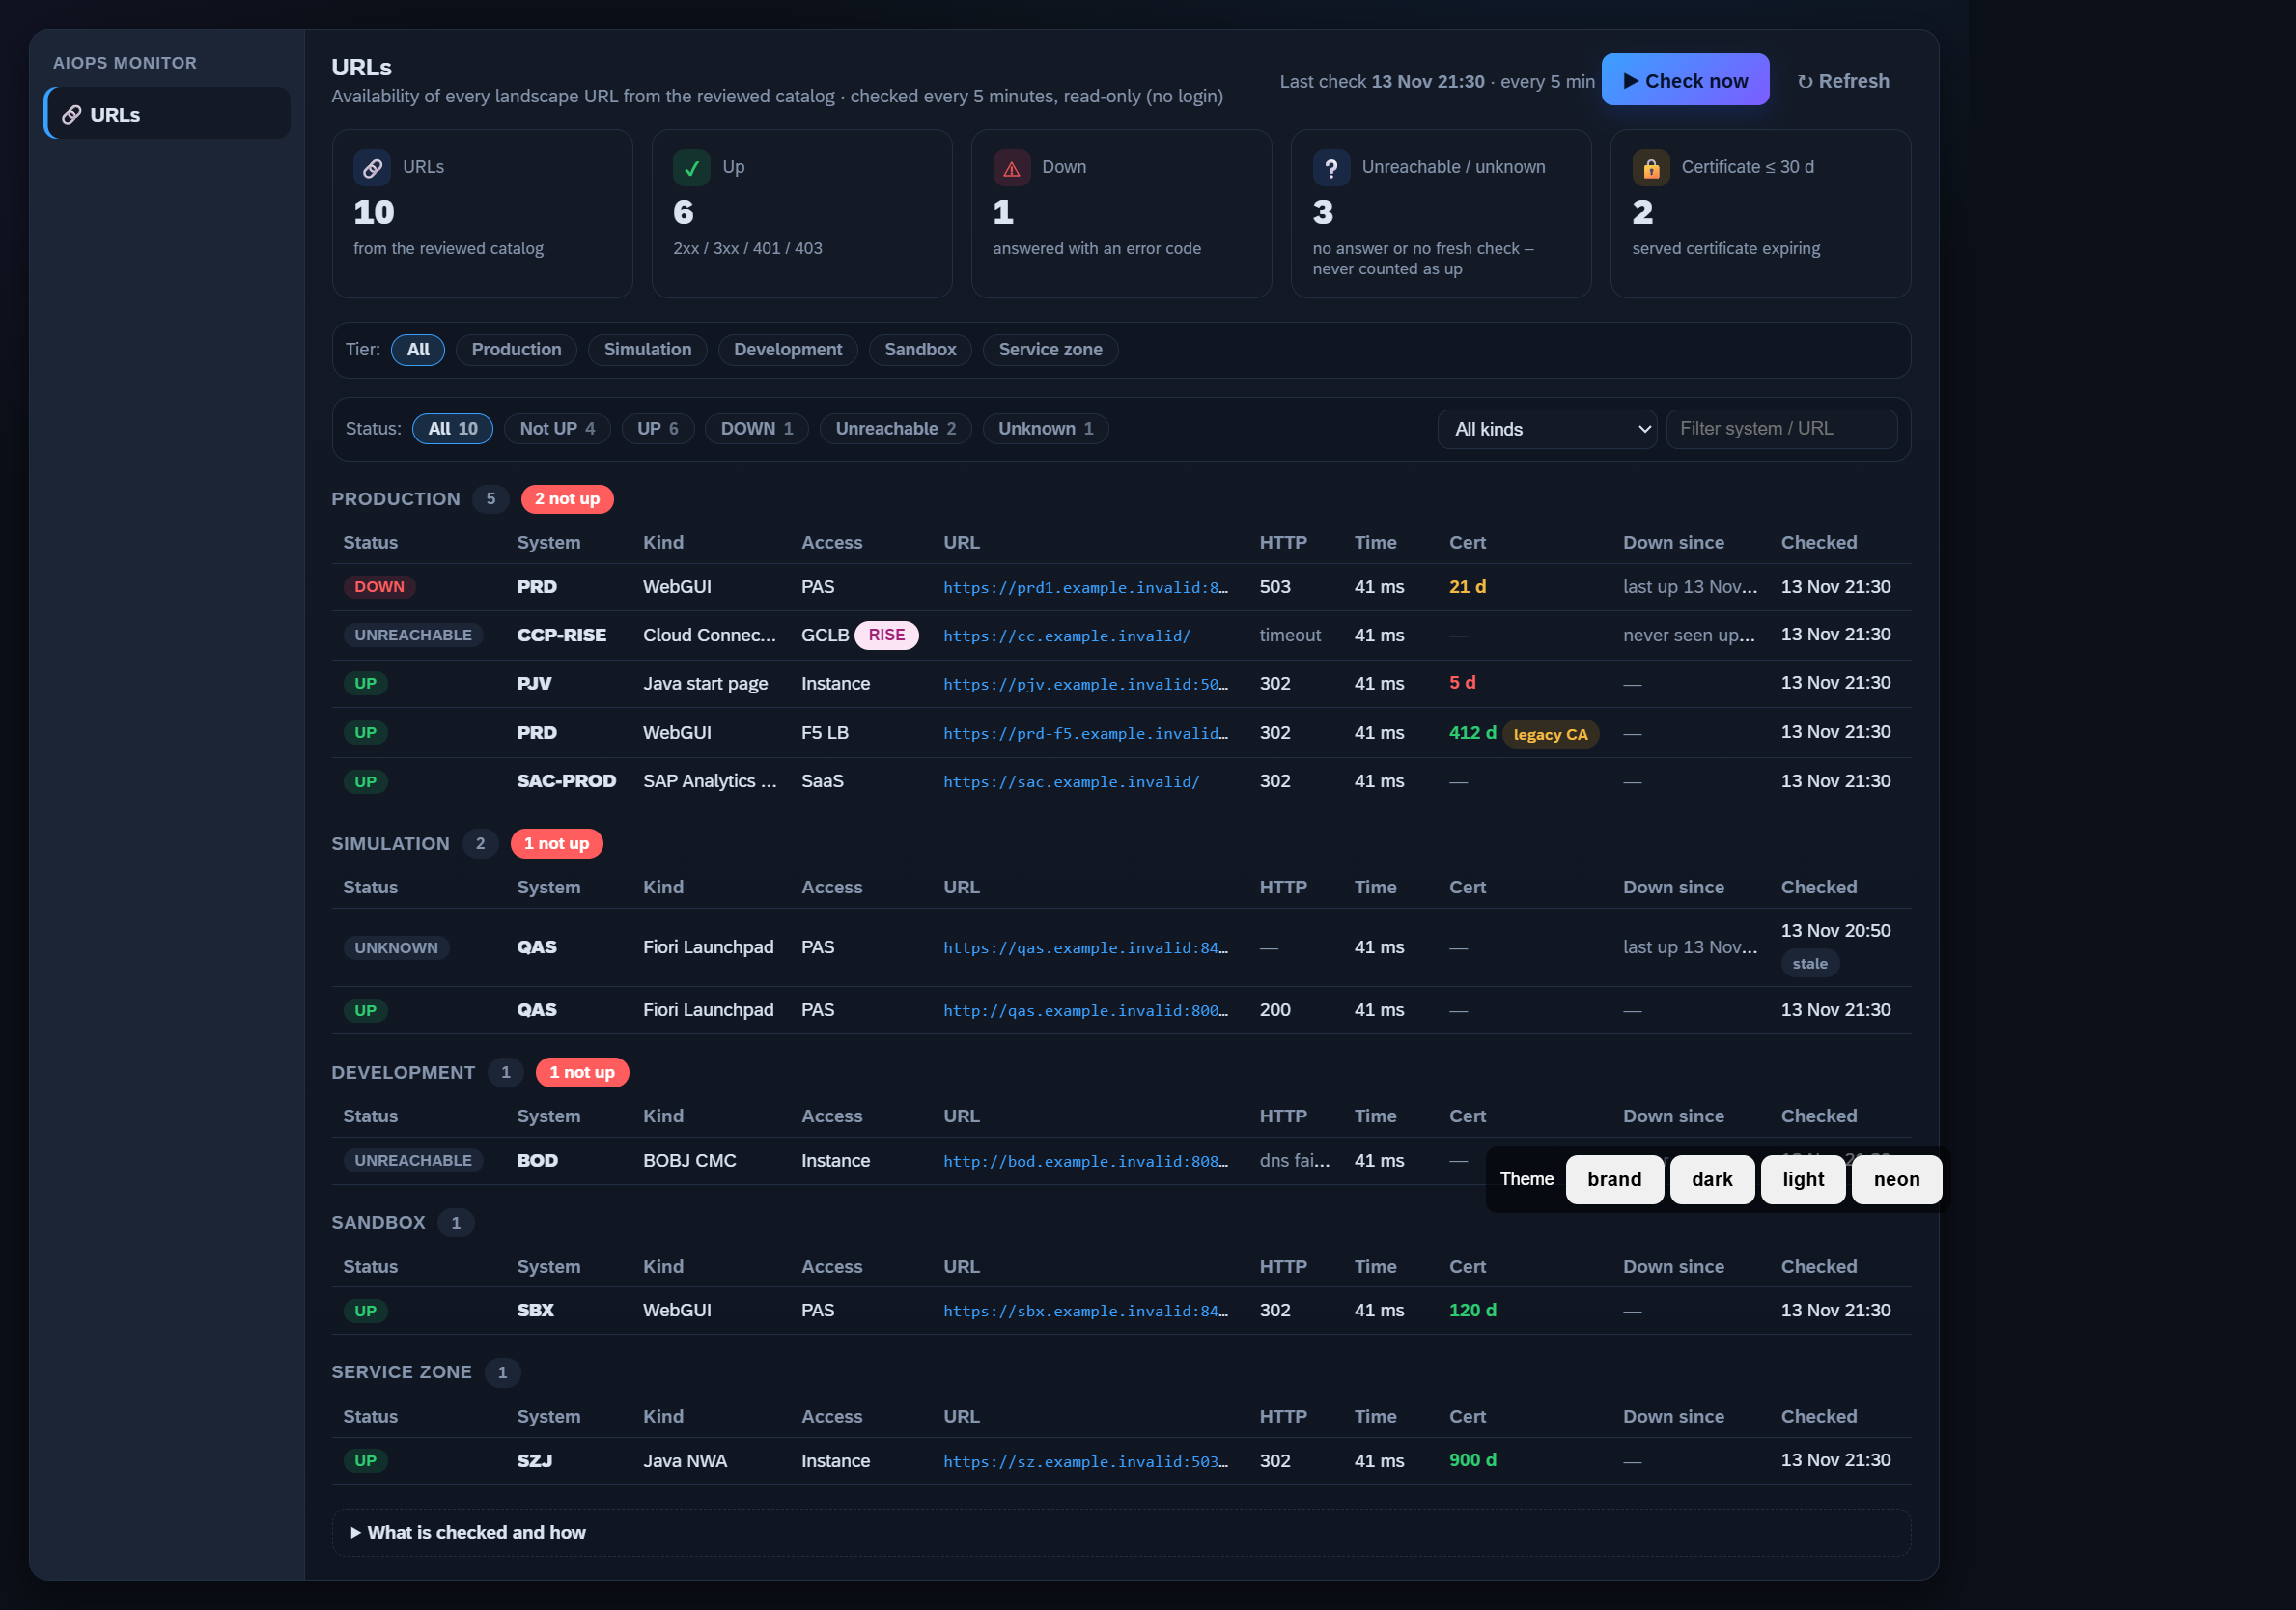 AIOPS MONITOR
URLs
URLs
Availability of every landscape URL from the reviewed catalog · checked every 5 minutes, read-only (no login)
Last check 13 Nov 21:30 · every 5 min
▶ Check now
↻ Refresh
URLs
10
from the reviewed catalog
Up
6
2xx / 3xx / 401 / 403
Down
1
answered with an error code
Unreachable / unknown
3
no answer or no fresh check –
never counted as up
Certificate ≤ 30 d
2
served certificate expiring
Tier: All Production Simulation Development Sandbox Service zone
Status: All 10 Not UP 4 UP 6 DOWN 1 Unreachable 2 Unknown 1 All kinds Filter system / URL
PRODUCTION 5 2 not up
Status System Kind Access URL HTTP Time Cert Down since Checked
DOWN PRD WebGUI PAS https://prd1.example.invalid:8… 503 41 ms 21 d last up 13 Nov… 13 Nov 21:30
UNREACHABLE CCP-RISE Cloud Connec… GCLB RISE https://cc.example.invalid/ timeout 41 ms — never seen up… 13 Nov 21:30
UP PJV Java start page Instance https://pjv.example.invalid:50… 302 41 ms 5 d — 13 Nov 21:30
UP PRD WebGUI F5 LB https://prd-f5.example.invalid… 302 41 ms 412 d legacy CA — 13 Nov 21:30
UP SAC-PROD SAP Analytics … SaaS https://sac.example.invalid/ 302 41 ms — — 13 Nov 21:30
SIMULATION 2 1 not up
Status System Kind Access URL HTTP Time Cert Down since Checked
UNKNOWN QAS Fiori Launchpad PAS https://qas.example.invalid:84… — 41 ms — last up 13 Nov… 13 Nov 20:50
stale
UP QAS Fiori Launchpad PAS http://qas.example.invalid:800… 200 41 ms — — 13 Nov 21:30
DEVELOPMENT 1 1 not up
Status System Kind Access URL HTTP Time Cert Down since Checked
UNREACHABLE BOD BOBJ CMC Instance http://bod.example.invalid:808… dns fai… 41 ms —
Theme brand dark light neon
SANDBOX 1
Status System Kind Access URL HTTP Time Cert Down since Checked
UP SBX WebGUI PAS https://sbx.example.invalid:84… 302 41 ms 120 d — 13 Nov 21:30
SERVICE ZONE 1
Status System Kind Access URL HTTP Time Cert Down since Checked
UP SZJ Java NWA Instance https://sz.example.invalid:503… 302 41 ms 900 d — 13 Nov 21:30
▶ What is checked and how